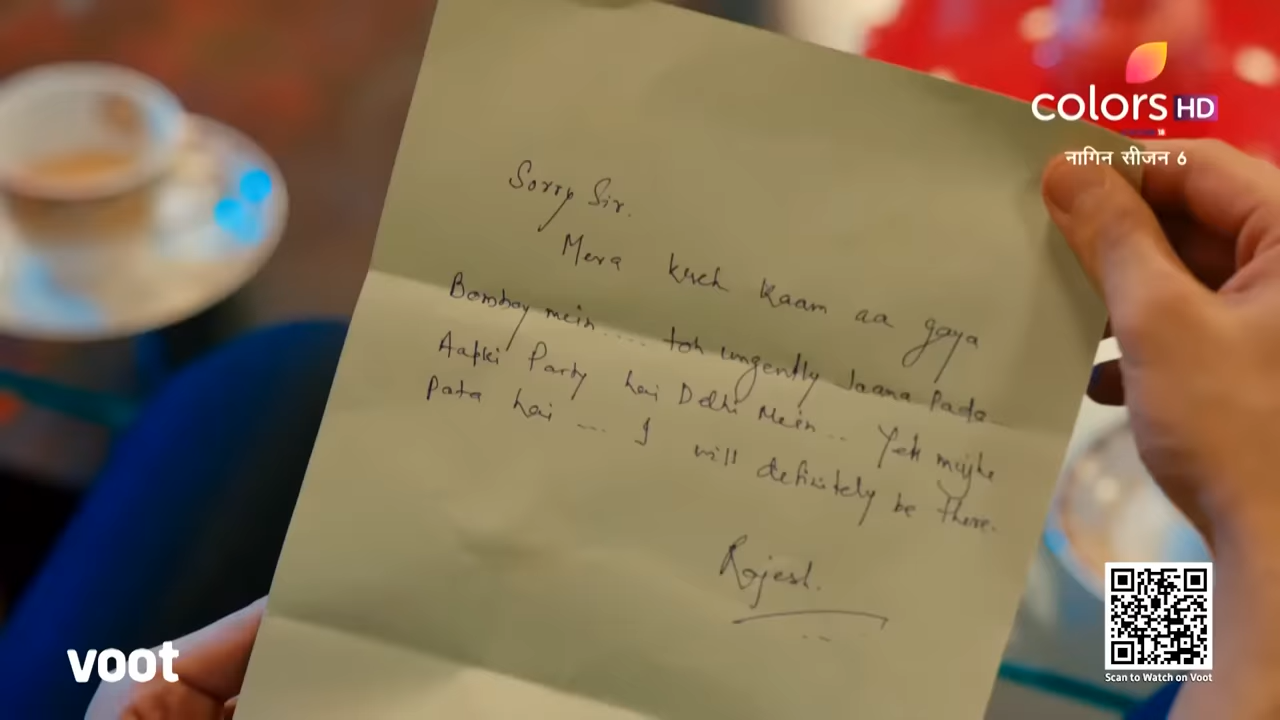 colors HD
नागिन सीजन 6
Sorry Sir.
Mera kuch kaam aa gaya
Bombay mein .... toh urgently Jaana Pada
Aapki Party hai Delhi Mein... Yeh mujhe
Pata hai ... I will definitely be there.
Rajesh.
voot
Scan to Watch on Voot